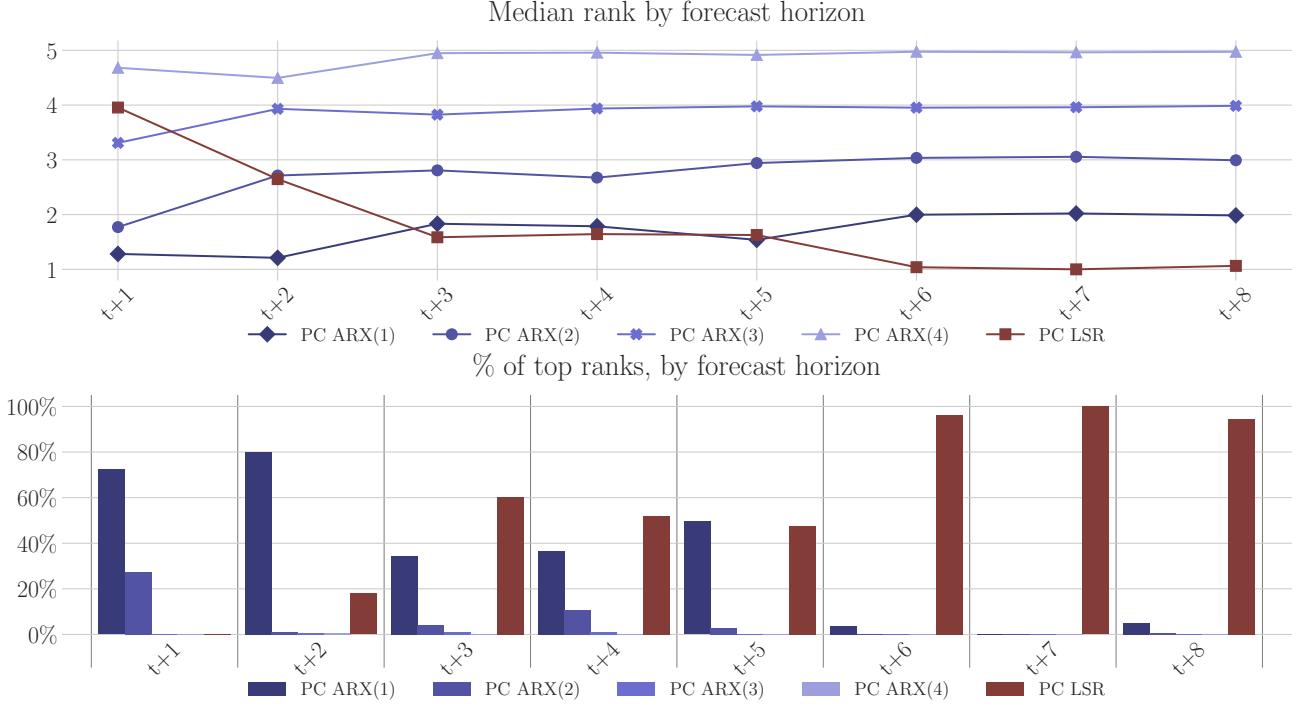 Median rank by forecast horizon
5
4
3
2
1
t+1 t+2 t+3 t+4 t+5 t+6 t+7 t+8
PC ARX(1) PC ARX(2) PC ARX(3) PC ARX(4) PC LSR
% of top ranks, by forecast horizon
100%
80%
60%
40%
20%
0%
t+1 t+2 t+3 t+4 t+5 t+6 t+7 t+8
PC ARX(1) PC ARX(2) PC ARX(3) PC ARX(4) PC LSR